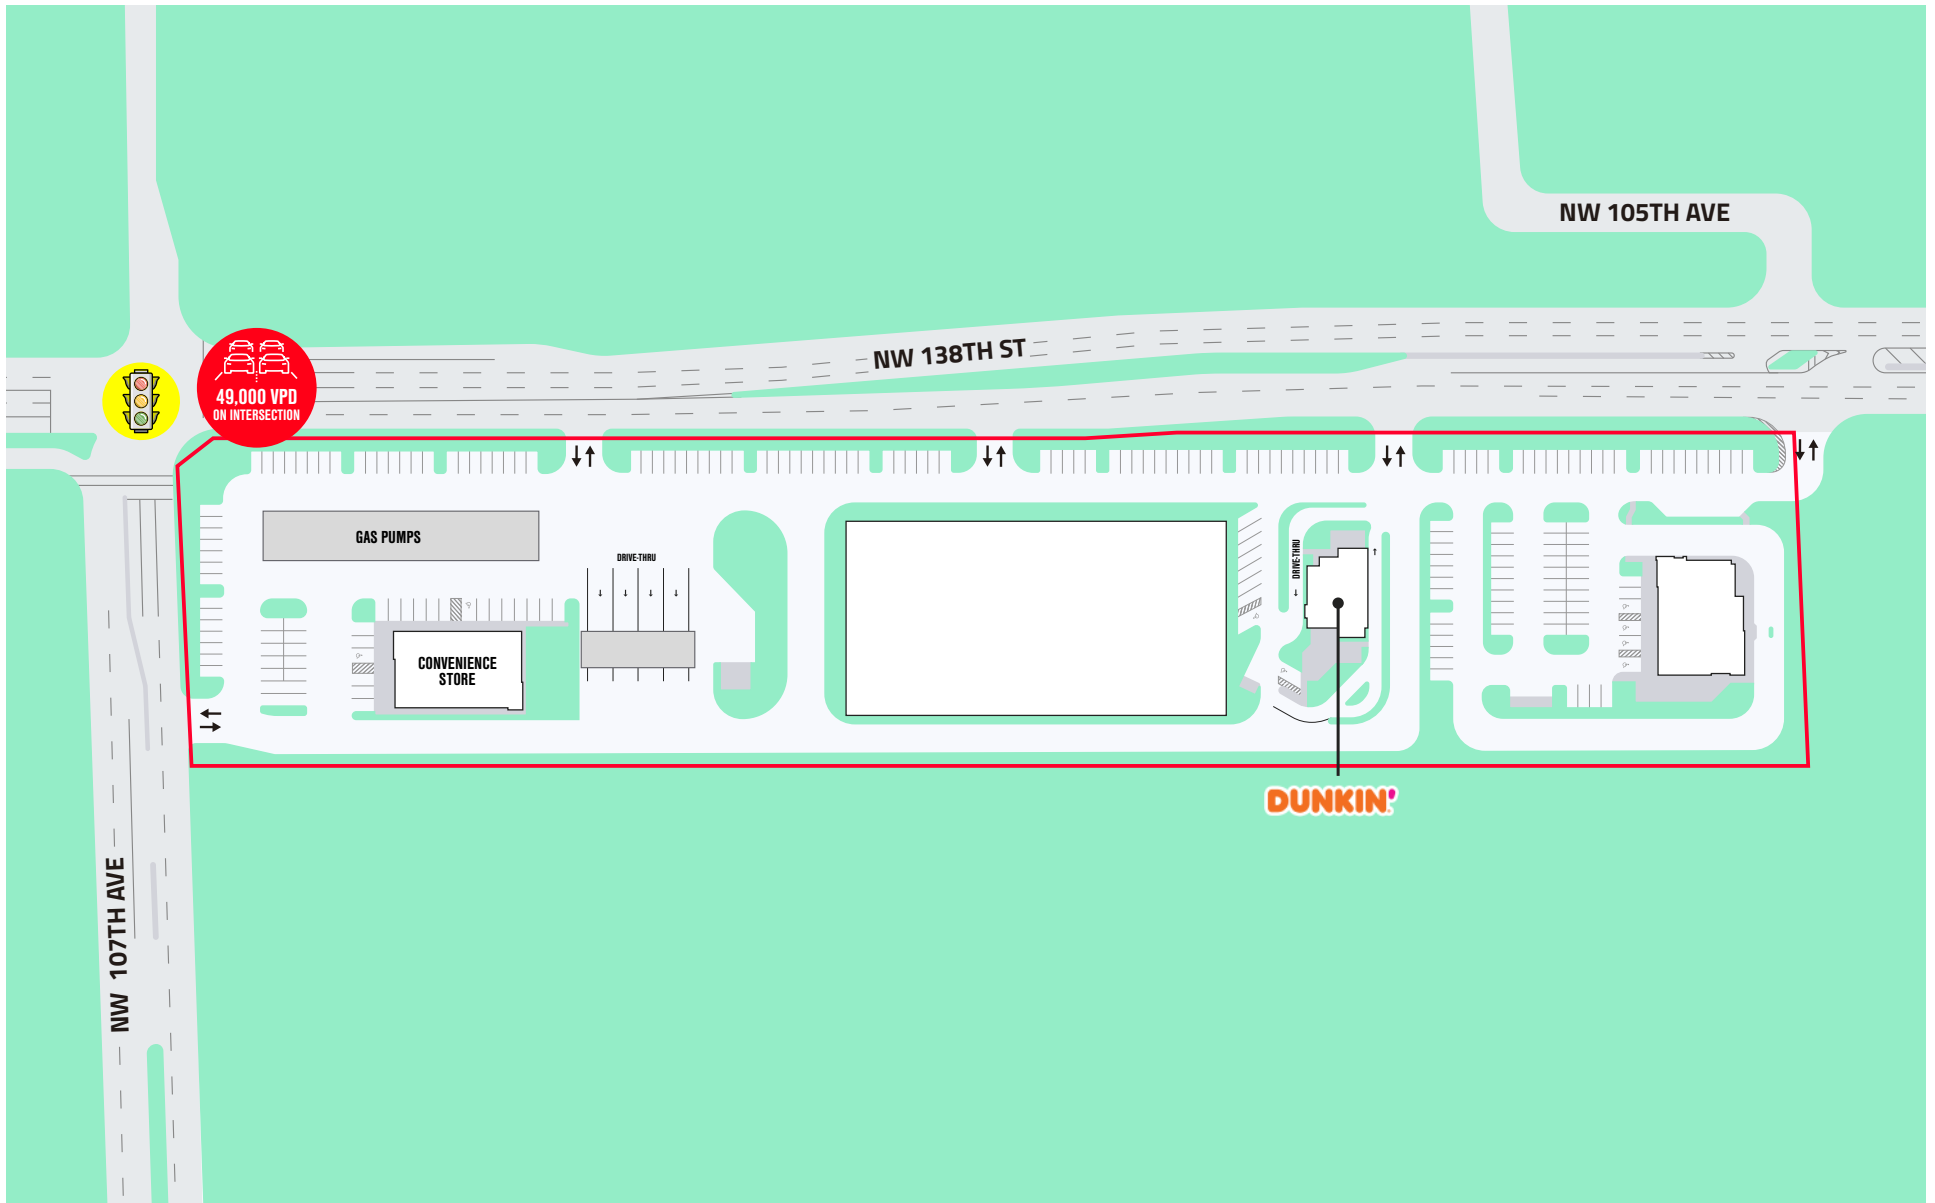 NW 105TH AVE
NW 138TH ST
49,000 VPD
ON INTERSECTION
GAS PUMPS
DRIVE-THRU
DRIVE-THRU
CONVENIENCE
STORE
DUNKIN'
NW 107TH AVE